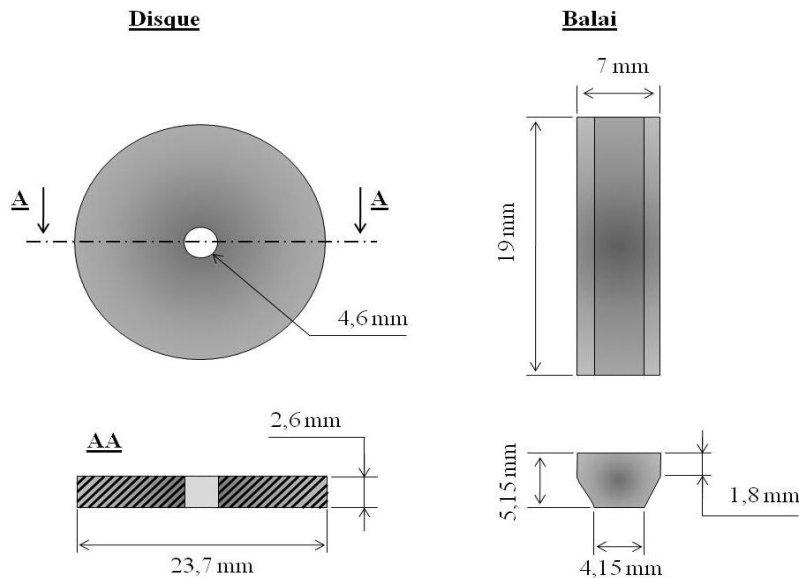 Disque
Balai
7 mm
A
A
19 mm
4,6 mm
AA
2,6 mm
5,15 mm
1,8 mm
23,7 mm
4,15 mm